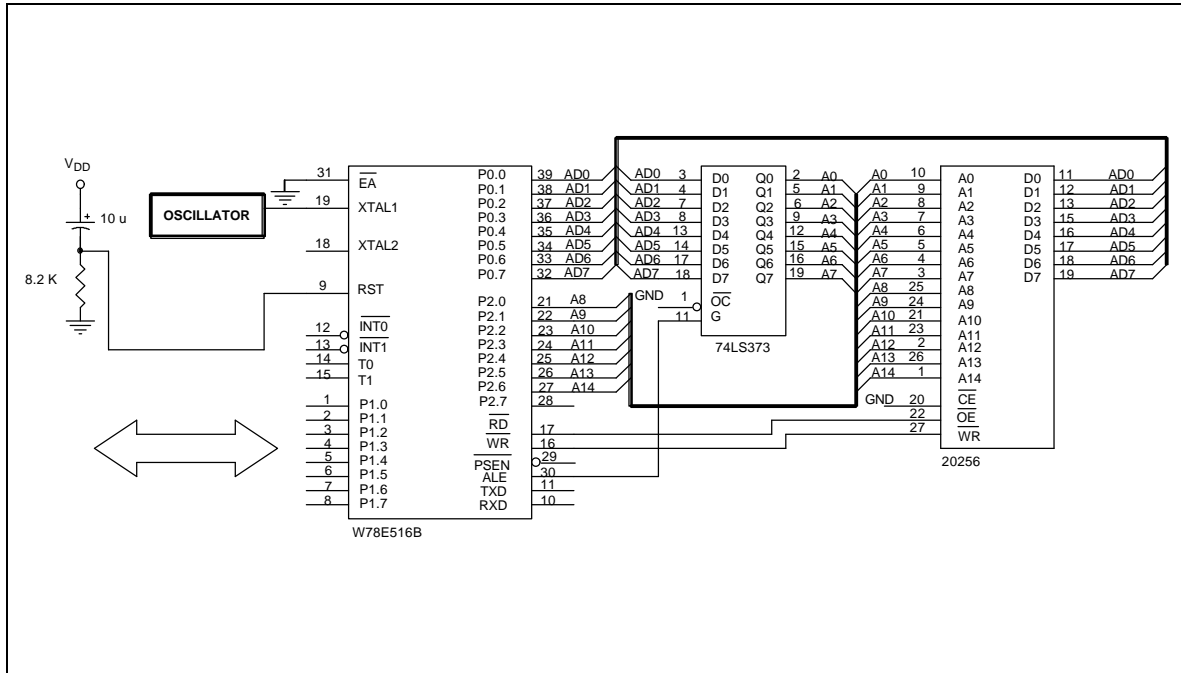 VDD
10 u
8.2 K
OSCILLATOR
31 EA
19 XTAL1
18 XTAL2
9 RST
12 INT0
13 INT1
14 T0
15 T1
1 P1.0
2 P1.1
3 P1.2
4 P1.3
5 P1.4
6 P1.5
7 P1.6
8 P1.7
P0.0 39 AD0
P0.1 38 AD1
P0.2 37 AD2
P0.3 36 AD3
P0.4 35 AD4
P0.5 34 AD5
P0.6 33 AD6
P0.7 32 AD7
P2.0 21 A8
P2.1 22 A9
P2.2 23 A10
P2.3 24 A11
P2.4 25 A12
P2.5 26 A13
P2.6 27 A14
P2.7 28
RD 17
WR 16
PSEN 29
ALE 30
TXD 11
RXD 10
W78E516B
AD0 3 D0 Q0 2 A0
AD1 4 D1 Q1 5 A1
AD2 7 D2 Q2 6 A2
AD3 8 D3 Q3 9 A3
AD4 13 D4 Q4 12 A4
AD5 14 D5 Q5 15 A5
AD6 17 D6 Q6 16 A6
AD7 18 D7 Q7 19 A7
GND 1 OC
11 G
74LS373
A0 10 A0 D0 11 AD0
A1 9 A1 D1 12 AD1
A2 8 A2 D2 13 AD2
A3 7 A3 D3 15 AD3
A4 6 A4 D4 16 AD4
A5 5 A5 D5 17 AD5
A6 4 A6 D6 18 AD6
A7 3 A7 D7 19 AD7
A8 25 A8
A9 24 A9
A10 21 A10
A11 23 A11
A12 2 A12
A13 26 A13
A14 1 A14
GND 20 CE
22 OE
27 WR
20256